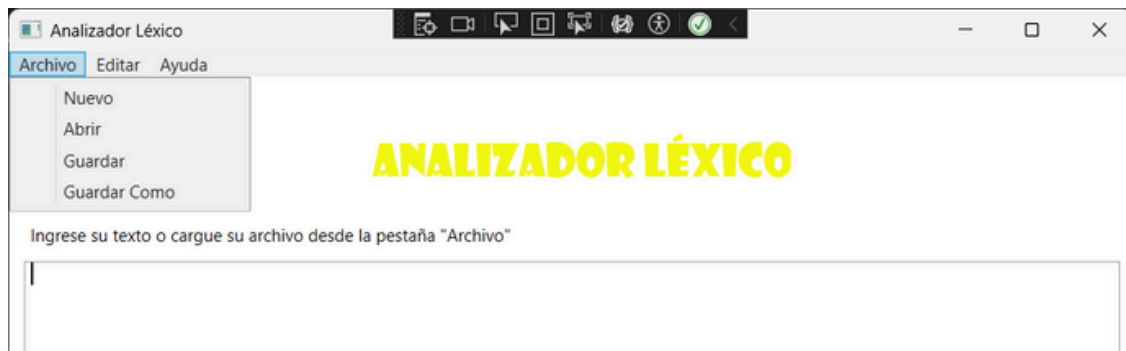 Analizador Léxico
Archivo Editar Ayuda
Nuevo
Abrir
Guardar
Guardar Como
ANALIZADOR LÉXICO
Ingrese su texto o cargue su archivo desde la pestaña "Archivo"